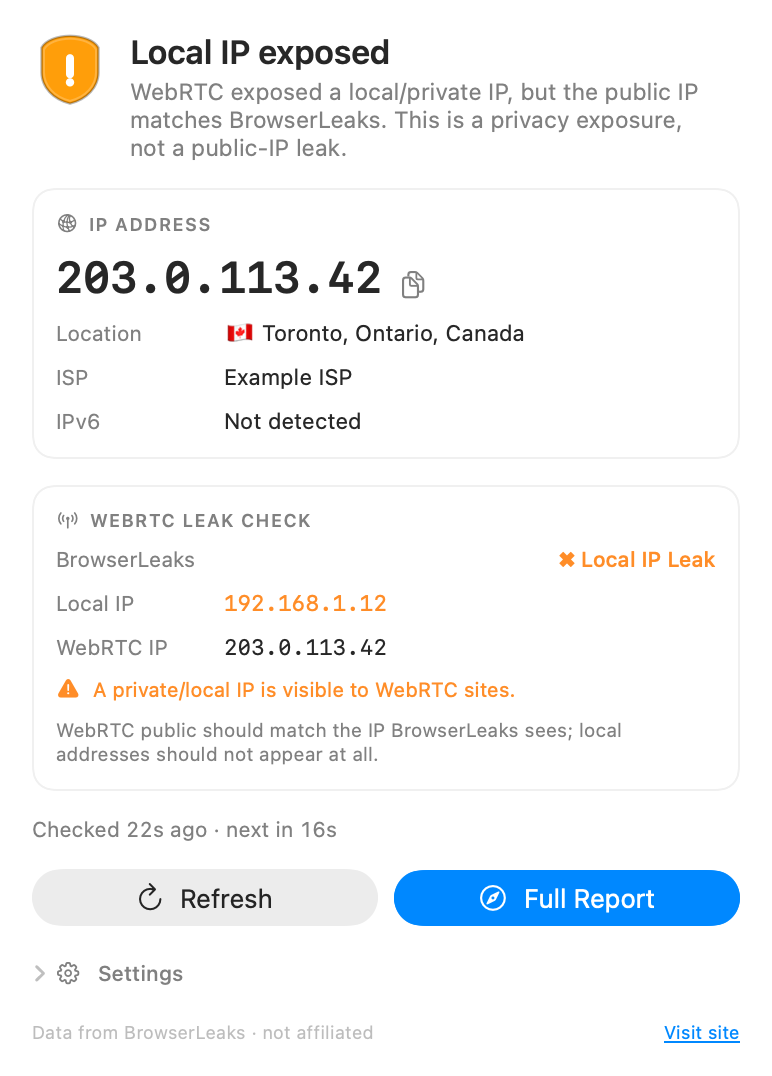 Local IP exposed
WebRTC exposed a local/private IP, but the public IP
matches BrowserLeaks. This is a privacy exposure,
not a public-IP leak.
IP ADDRESS
203.0.113.42
Location 🇨🇦 Toronto, Ontario, Canada
ISP Example ISP
IPv6 Not detected
WEBRTC LEAK CHECK
BrowserLeaks ✖ Local IP Leak
Local IP 192.168.1.12
WebRTC IP 203.0.113.42
A private/local IP is visible to WebRTC sites.
WebRTC public should match the IP BrowserLeaks sees; local
addresses should not appear at all.
Checked 22s ago · next in 16s
Refresh Full Report
Settings
Data from BrowserLeaks · not affiliated Visit site